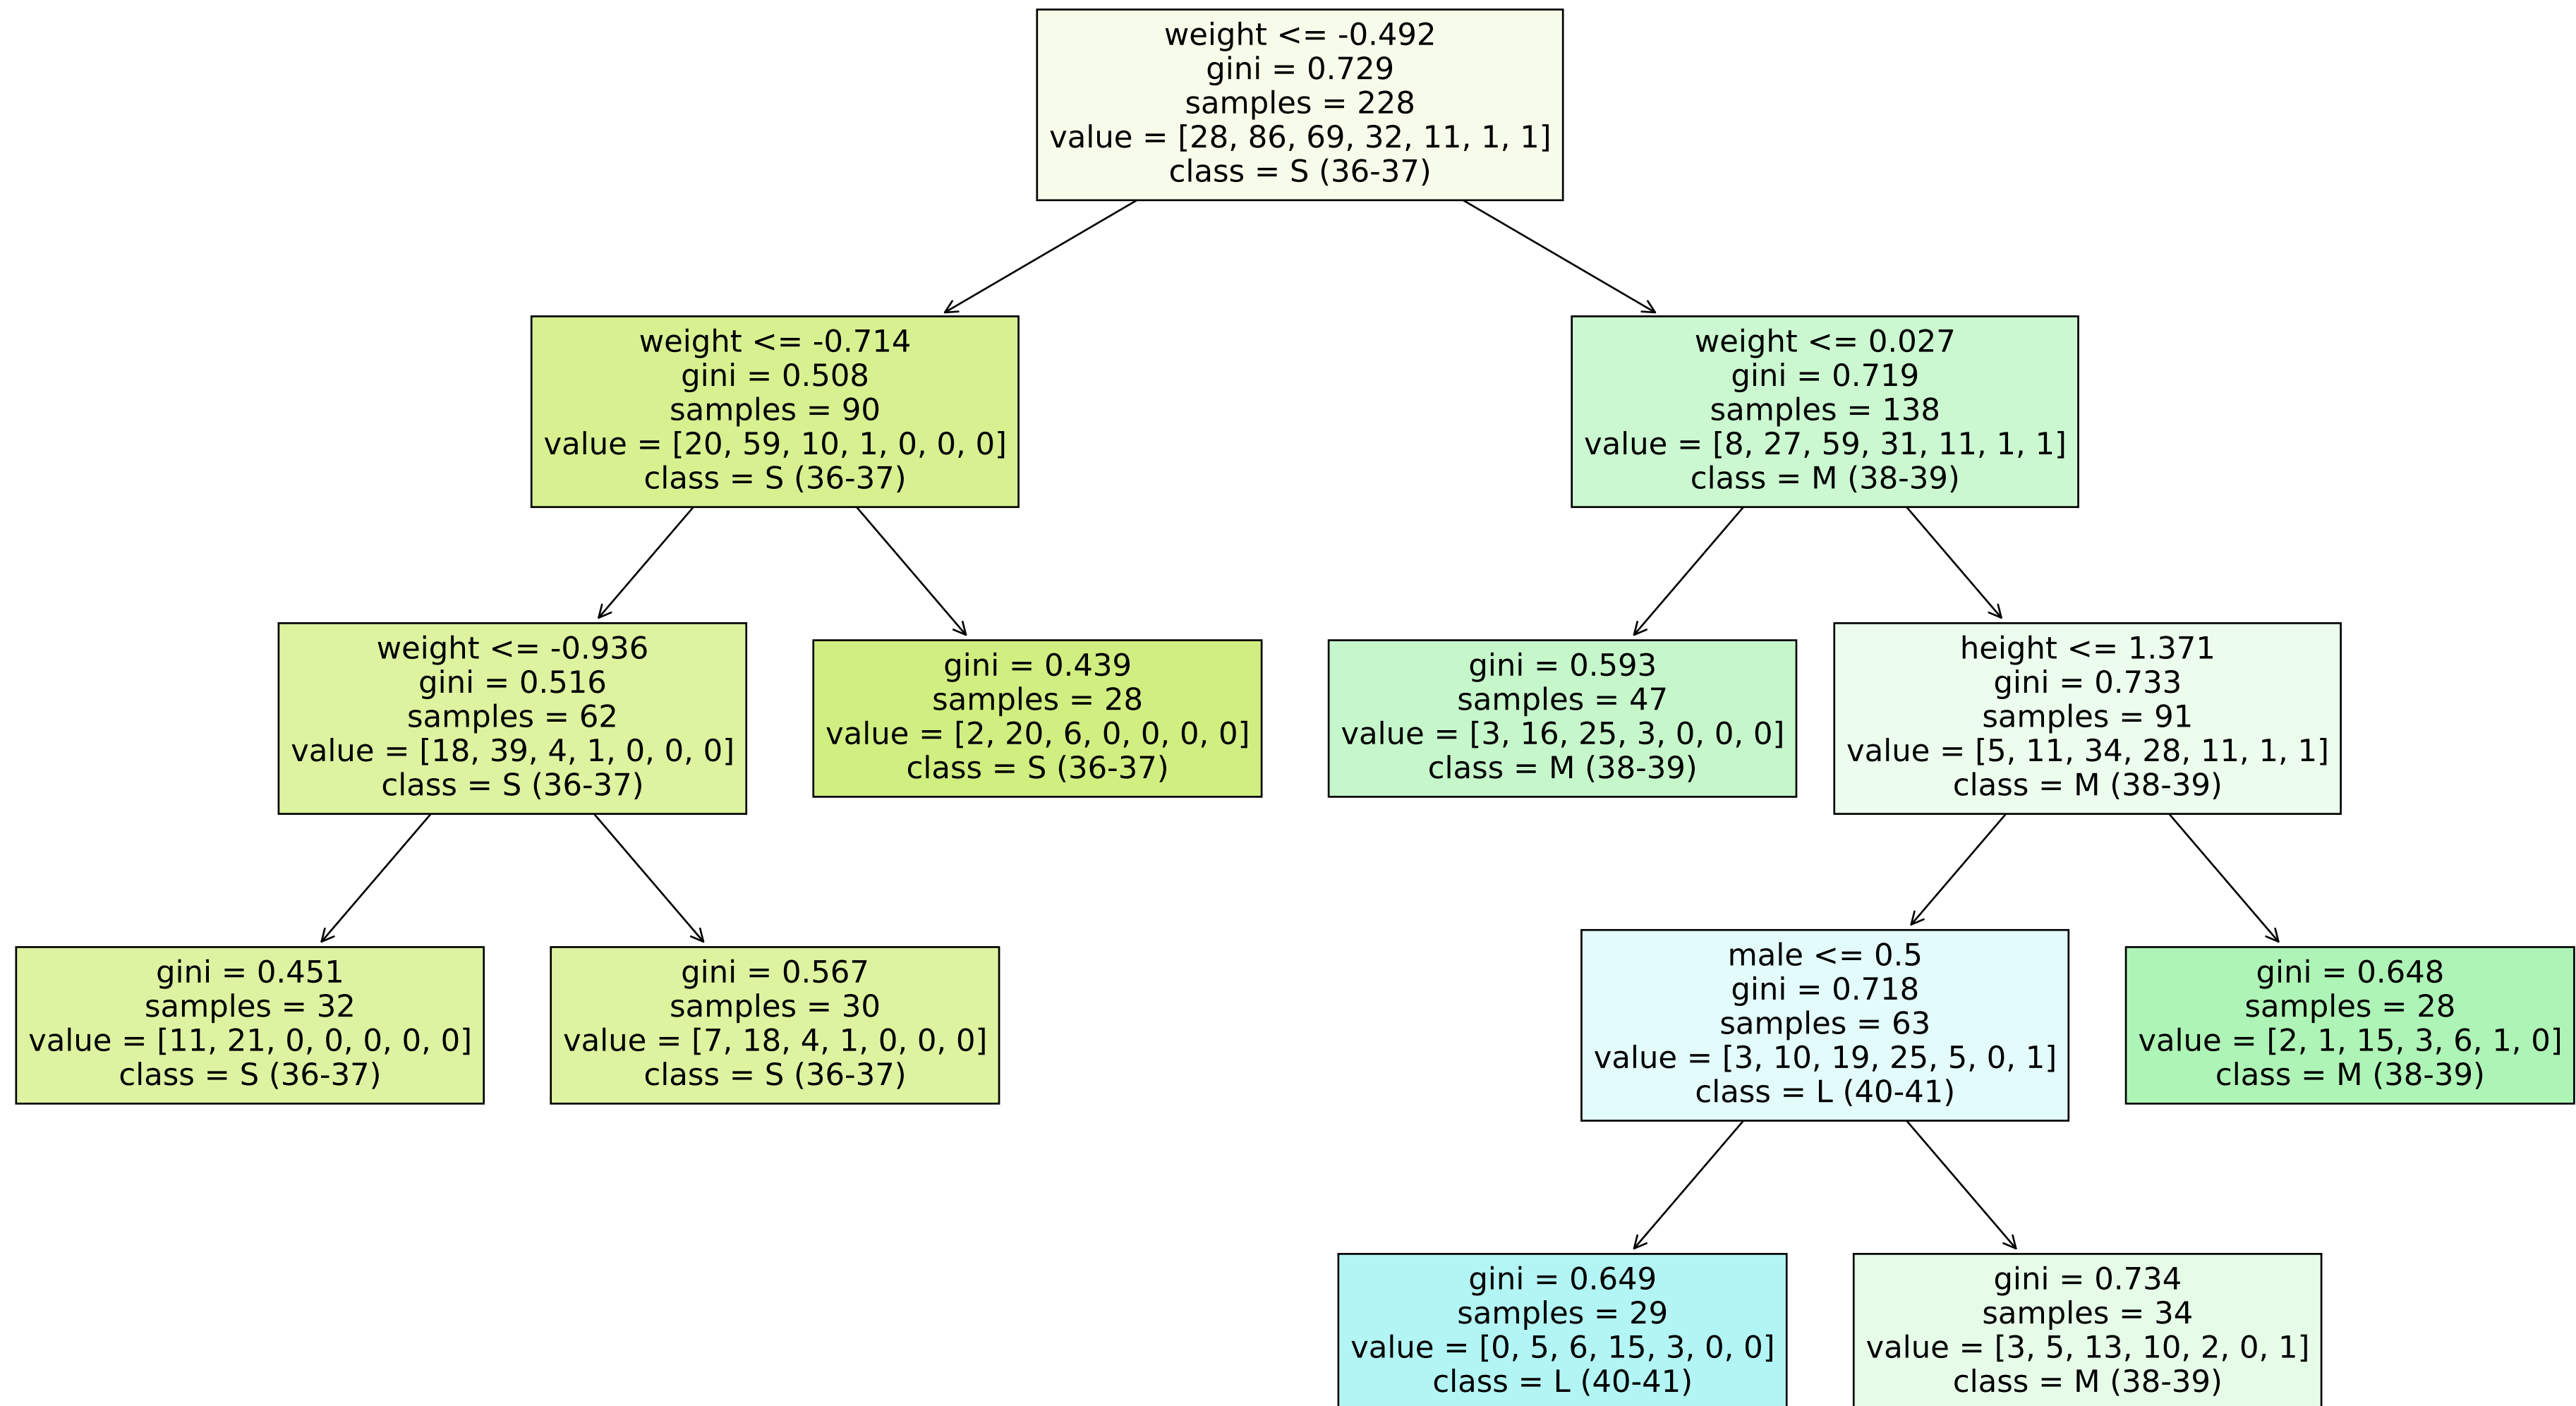 weight <= -0.492
gini = 0.729
samples = 228
value = [28, 86, 69, 32, 11, 1, 1]
class = S (36-37)
weight <= -0.714
gini = 0.508
samples = 90
value = [20, 59, 10, 1, 0, 0, 0]
class = S (36-37)
weight <= 0.027
gini = 0.719
samples = 138
value = [8, 27, 59, 31, 11, 1, 1]
class = M (38-39)
weight <= -0.936
gini = 0.516
samples = 62
value = [18, 39, 4, 1, 0, 0, 0]
class = S (36-37)
gini = 0.439
samples = 28
value = [2, 20, 6, 0, 0, 0, 0]
class = S (36-37)
gini = 0.593
samples = 47
value = [3, 16, 25, 3, 0, 0, 0]
class = M (38-39)
height <= 1.371
gini = 0.733
samples = 91
value = [5, 11, 34, 28, 11, 1, 1]
class = M (38-39)
gini = 0.451
samples = 32
value = [11, 21, 0, 0, 0, 0, 0]
class = S (36-37)
gini = 0.567
samples = 30
value = [7, 18, 4, 1, 0, 0, 0]
class = S (36-37)
male <= 0.5
gini = 0.718
samples = 63
value = [3, 10, 19, 25, 5, 0, 1]
class = L (40-41)
gini = 0.648
samples = 28
value = [2, 1, 15, 3, 6, 1, 0]
class = M (38-39)
gini = 0.649
samples = 29
value = [0, 5, 6, 15, 3, 0, 0]
class = L (40-41)
gini = 0.734
samples = 34
value = [3, 5, 13, 10, 2, 0, 1]
class = M (38-39)